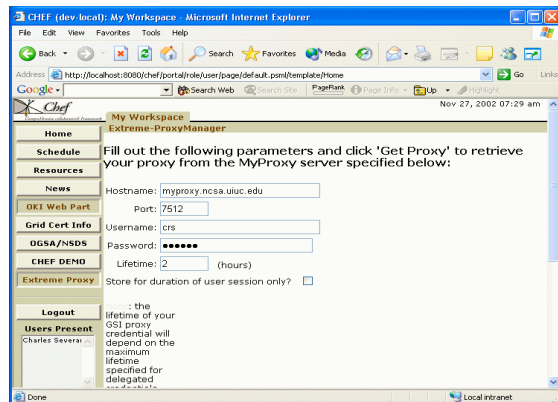 CHEF (dev-local): My Workspace - Microsoft Internet Explorer
File Edit View Favorites Tools Help
Back Search Favorites Media
Address http://localhost:8080/chef/portal/role/user/page/default.psml/template/Home Go Links
Google Search Web Search Site PageRank Page Info Up Highlight
Chef
Nov 27, 2002 07:29 am
My Workspace
Extreme-ProxyManager
Home
Schedule
Resources
News
OKI Web Part
Grid Cert Info
OGSA/NSDS
CHEF DEMO
Extreme Proxy
Logout
Users Present
Charles Severa
Fill out the following parameters and click 'Get Proxy' to retrieve
your proxy from the MyProxy server specified below:
Hostname: myproxy.ncsa.uiuc.edu
Port: 7512
Username: crs
Password: ●●●●●●
Lifetime: 2 (hours)
Store for duration of user session only?
: the
lifetime of your
GSI proxy
credential will
depend on the
maximum
lifetime
specified for
delegated
Done
Local intranet